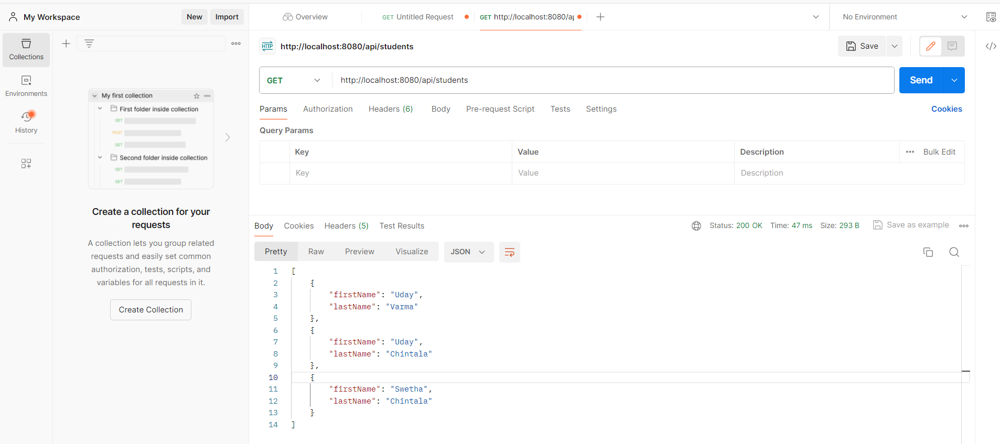 My Workspace
New
Import
Overview
GET Untitled Request
GET http://localhost:8080/ap
No Environment
Collections
Environments
History
My first collection
First folder inside collection
GET
POST
GET
Second folder inside collection
GET
GET
Create a collection for your
requests
A collection lets you group related
requests and easily set common
authorization, tests, scripts, and
variables for all requests in it.
Create Collection
HTTP http://localhost:8080/api/students
Save
GET http://localhost:8080/api/students
Send
Params Authorization Headers (6) Body Pre-request Script Tests Settings
Cookies
Query Params
Key Value Description Bulk Edit
Key Value Description
Body Cookies Headers (5) Test Results
Status: 200 OK Time: 47 ms Size: 293 B Save as example
Pretty Raw Preview Visualize JSON
1 [
2 {
3 "firstName": "Uday",
4 "lastName": "Varma"
5 },
6 {
7 "firstName": "Uday",
8 "lastName": "Chintala"
9 },
10 {
11 "firstName": "Swetha",
12 "lastName": "Chintala"
13 }
14 ]